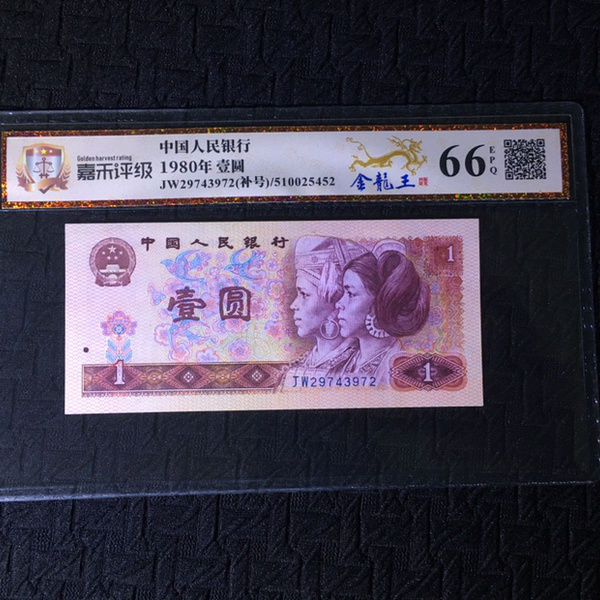 Golden harvest rating
嘉禾评级
中国人民银行
1980年 壹圆
JW29743972(补号)/510025452
金龍王
66 EPQ
中国人民银行
1
壹圆
1
JW29743972
1